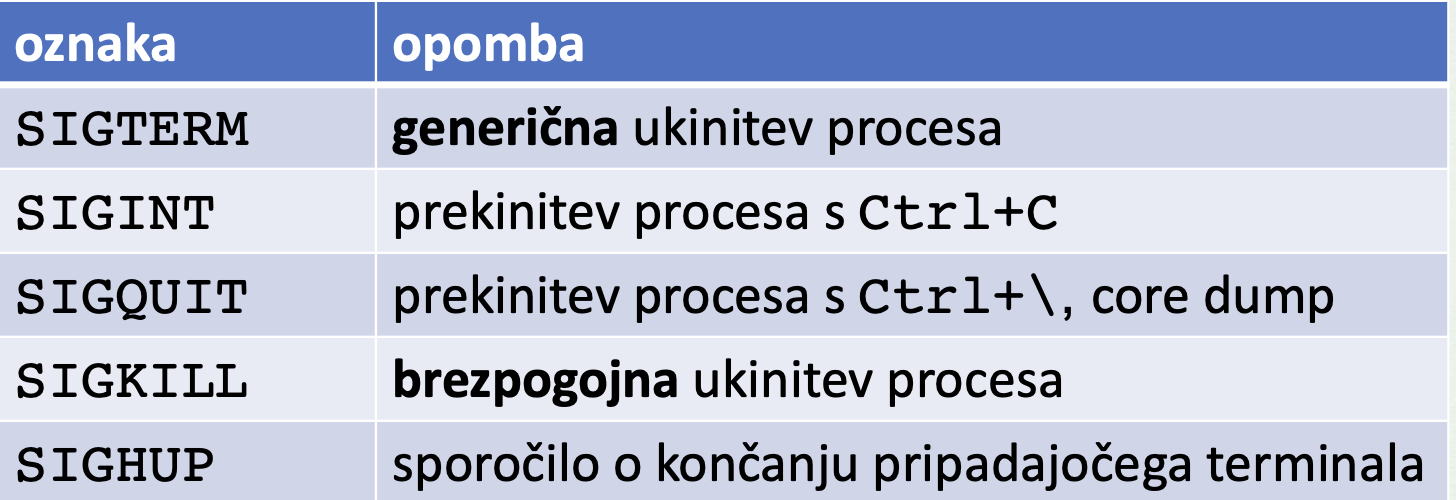 oznaka opomba
SIGTERM generična ukinitev procesa
SIGINT prekinitev procesa s Ctrl+C
SIGQUIT prekinitev procesa s Ctrl+\, core dump
SIGKILL brezpogojna ukinitev procesa
SIGHUP sporočilo o končanju pripadajočega terminala